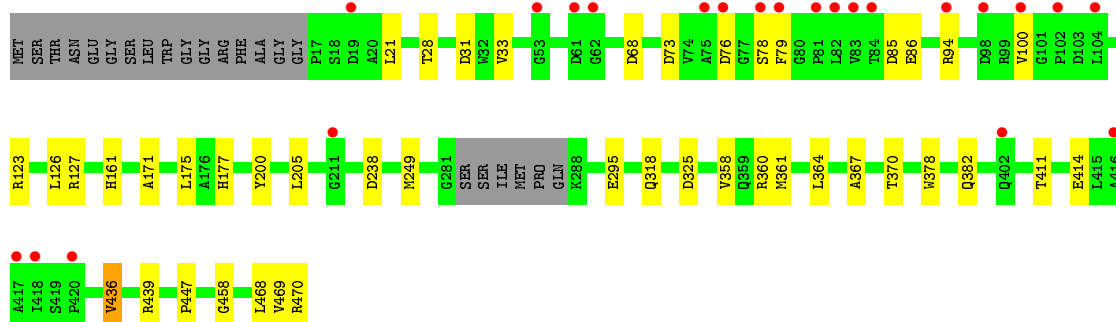 MET SER THR ASN GLU GLY SER LEU TRP GLY GLY ARG PHE ALA GLY GLY P17 S18 D19 A20 L21 T28 D31 W32 V33 G53 D61 G62 D68 D73 V74 A75 D76 G77 S78 F79 G80 P81 L82 V83 T84 D85 E86 R94 D98 R99 V100 G101 P102 D103 L104
R123 L126 R127 H161 A171 L175 A176 H177 Y200 L205 G211 D238 M249 G281 SER SER ILE MET PRO GLN K288 E295 Q318 D325 V358 Q359 R360 M361 L364 A367 T370 W378 Q382 Q402 T411 E414 L415 A416
A417 I418 S419 P420 V436 R439 P447 G458 L468 V469 R470